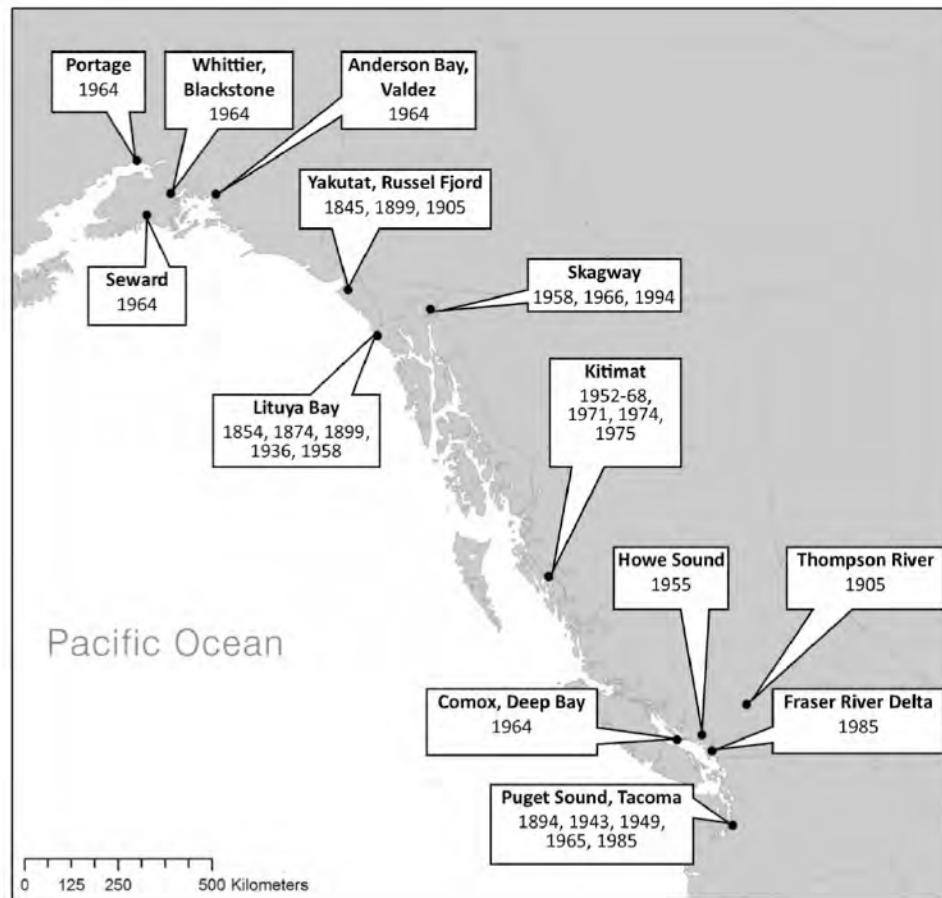 Portage
1964
Whittier,
Blackstone
1964
Anderson Bay,
Valdez
1964
Yakutat, Russel Fjord
1845, 1899, 1905
Seward
1964
Skagway
1958, 1966, 1994
Lituya Bay
1854, 1874, 1899,
1936, 1958
Kitimat
1952-68,
1971, 1974,
1975
Howe Sound
1955
Thompson River
1905
Pacific Ocean
Comox, Deep Bay
1964
Fraser River Delta
1985
Puget Sound, Tacoma
1894, 1943, 1949,
1965, 1985
0 125 250 500 Kilometers